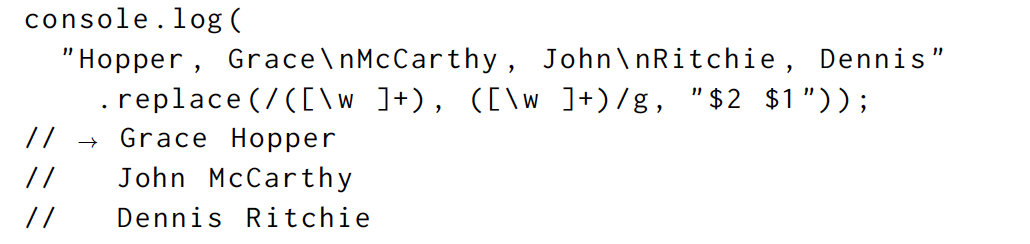 console.log(
  "Hopper, Grace\nMcCarthy, John\nRitchie, Dennis"
    .replace(/([\w ]+), ([\w ]+)/g, "$2 $1"));
// → Grace Hopper
//   John McCarthy
//   Dennis Ritchie